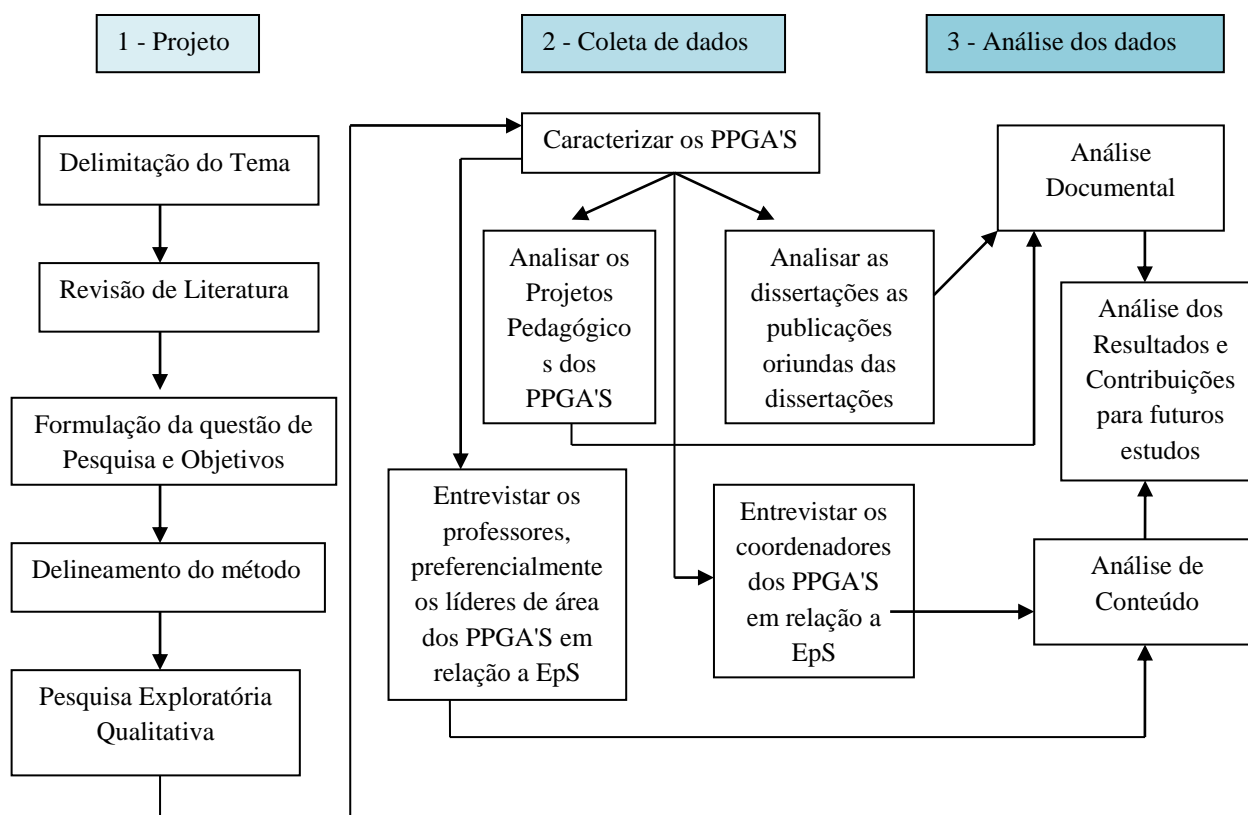 1 - Projeto
2 - Coleta de dados
3 - Análise dos dados
Delimitação do Tema
Revisão de Literatura
Formulação da questão de
Pesquisa e Objetivos
Delineamento do método
Pesquisa Exploratória
Qualitativa
Caracterizar os PPGA'S
Analisar os
Projetos
Pedagógico
s dos
PPGA'S
Analisar as
dissertações as
publicações
oriundas das
dissertações
Entrevistar os
professores,
preferencialmente
os líderes de área
dos PPGA'S em
relação a EpS
Entrevistar os
coordenadores
dos PPGA'S
em relação a
EpS
Análise
Documental
Análise dos
Resultados e
Contribuições
para futuros
estudos
Análise de
Conteúdo